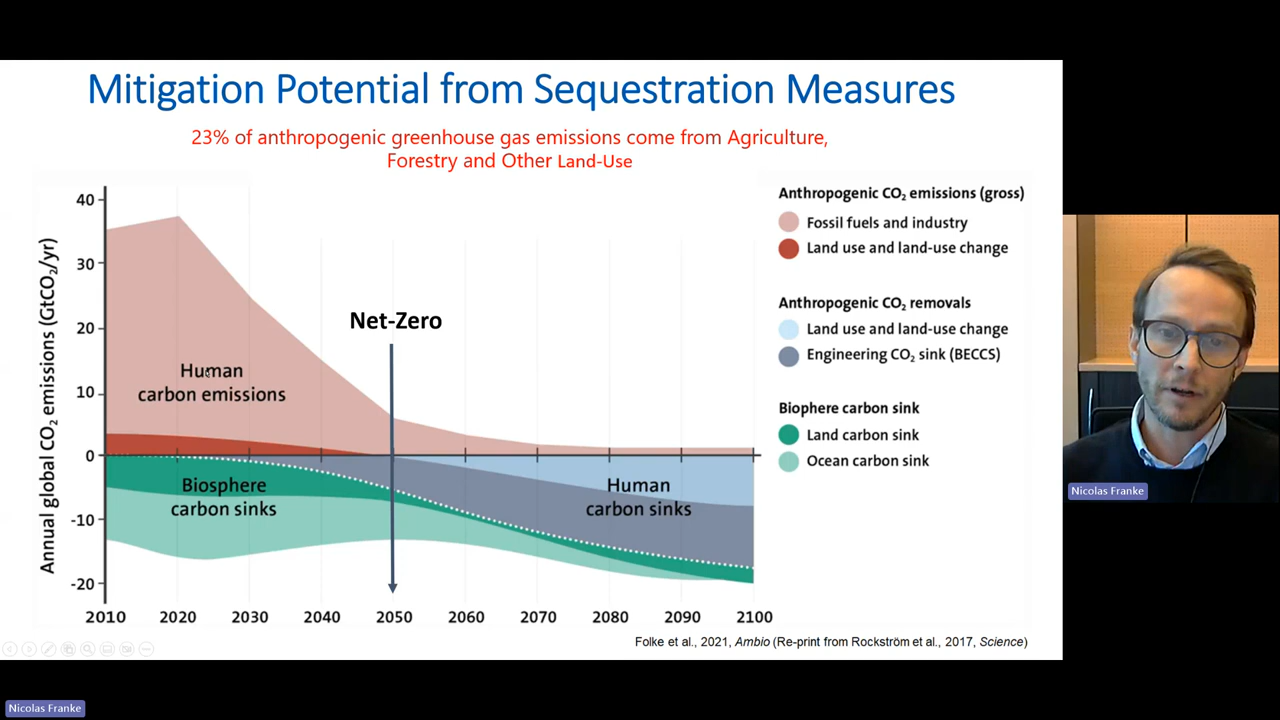 Mitigation Potential from Sequestration Measures
23% of anthropogenic greenhouse gas emissions come from Agriculture,
Forestry and Other Land-Use
Annual global CO₂ emissions (GtCO₂/yr)
40
30
20
10
0
-10
-20
2010 2020 2030 2040 2050 2060 2070 2080 2090 2100
Net-Zero
Human
carbon emissions
Biosphere
carbon sinks
Human
carbon sinks
Anthropogenic CO₂ emissions (gross)
Fossil fuels and industry
Land use and land-use change
Anthropogenic CO₂ removals
Land use and land-use change
Engineering CO₂ sink (BECCS)
Biophere carbon sink
Land carbon sink
Ocean carbon sink
Folke et al., 2021, Ambio (Re-print from Rockström et al., 2017, Science)
Nicolas Franke
Nicolas Franke